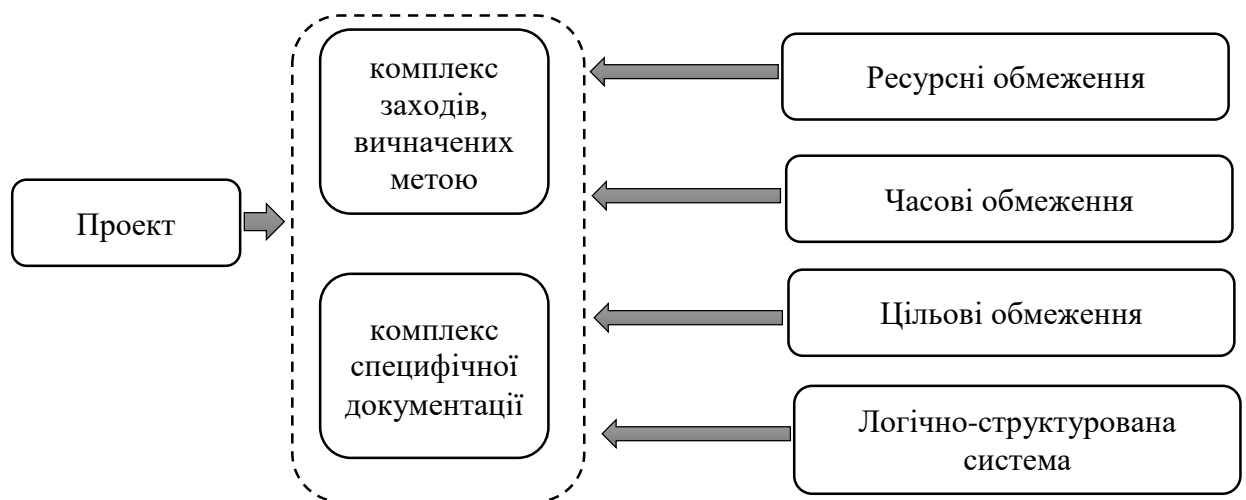 Проект
комплекс
заходів,
вичначених
метою
комплекс
специфічної
документації
Ресурсні обмеження
Часові обмеження
Цільові обмеження
Логічно-структурована
система